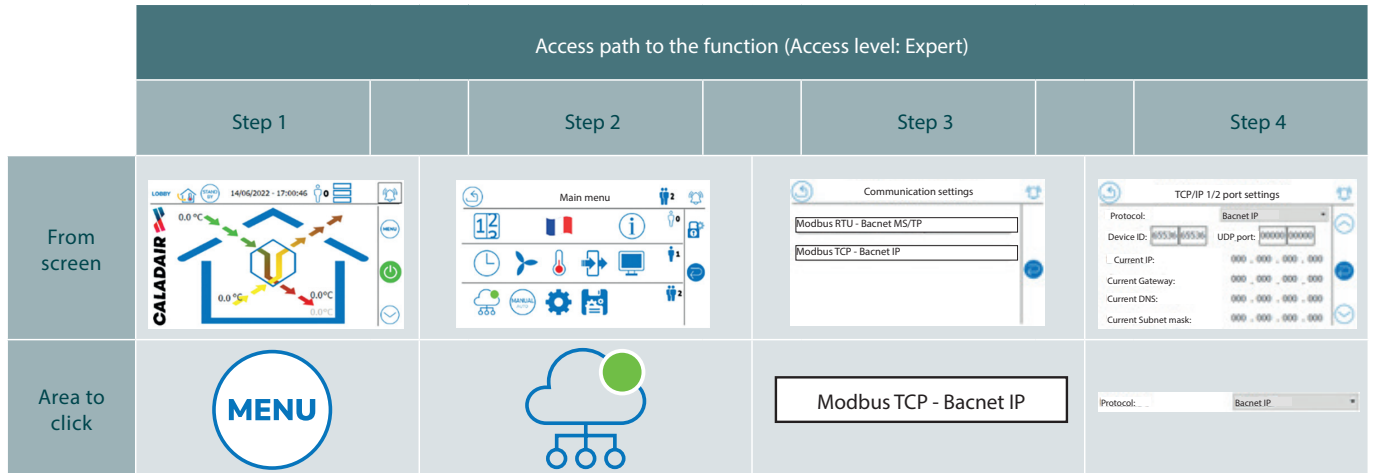 Access path to the function (Access level: Expert)
Step 1
Step 2
Step 3
Step 4
From
screen
LOBBY
STAND
BY
14/06/2022 - 17:00:46
0
CALADAIR
0.0 °C
MENU
0.0 °C
0.0°C
0.0°C
Main menu
2
12
i
0
1
MANUAL
AUTO
2
Communication settings
Modbus RTU - Bacnet MS/TP
Modbus TCP - Bacnet IP
TCP/IP 1/2 port settings
Protocol: Bacnet IP
Device ID: 65536 65536 UDP port: 00000 00000
Current IP: 000 . 000 . 000 . 000
Current Gateway: 000 . 000 . 000 . 000
Current DNS: 000 . 000 . 000 . 000
Current Subnet mask: 000 . 000 . 000 . 000
Area to
click
MENU
Modbus TCP - Bacnet IP
Protocol: Bacnet IP